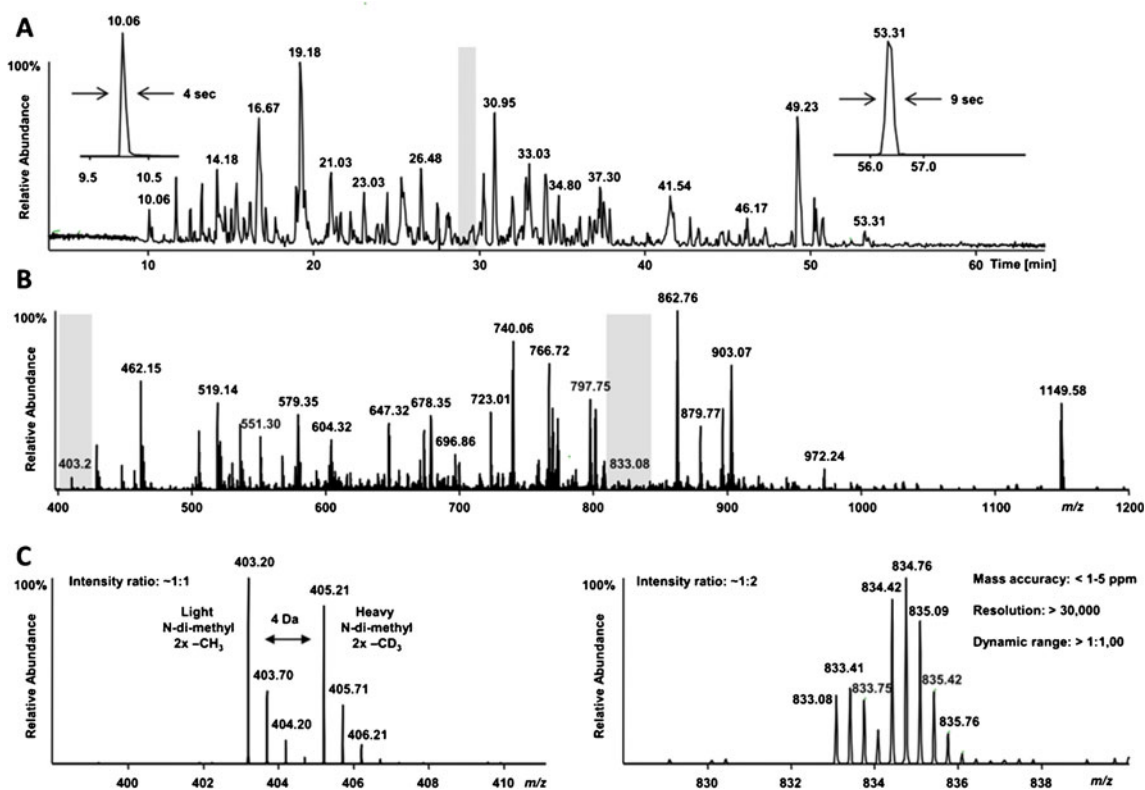 A
10.06
4 sec
9.5
10.5
53.31
9 sec
56.0
57.0
100%
Relative Abundance
10.06
14.18
16.67
19.18
21.03
23.03
26.48
30.95
33.03
34.80
37.30
41.54
46.17
49.23
53.31
10 20 30 40 50 60 Time [min]
B
100%
Relative Abundance
403.2
462.15
519.14
551.30
579.35
604.32
647.32
678.35
696.86
723.01
740.06
766.72
797.75
833.08
862.76
879.77
903.07
972.24
1149.58
400 500 600 700 800 900 1000 1100 m/z 1200
C
100%
Relative Abundance
Intensity ratio: ~1:1
Light
N-di-methyl
2x –CH3
403.20
4 Da
405.21
Heavy
N-di-methyl
2x –CD3
403.70
404.20
405.71
406.21
400 402 404 406 408 410 m/z
100%
Relative Abundance
Intensity ratio: ~1:2
833.08
833.41
833.75
834.42
834.76
835.09
835.42
835.76
Mass accuracy: < 1-5 ppm
Resolution: > 30,000
Dynamic range: > 1:1,00
830 832 834 836 838 m/z